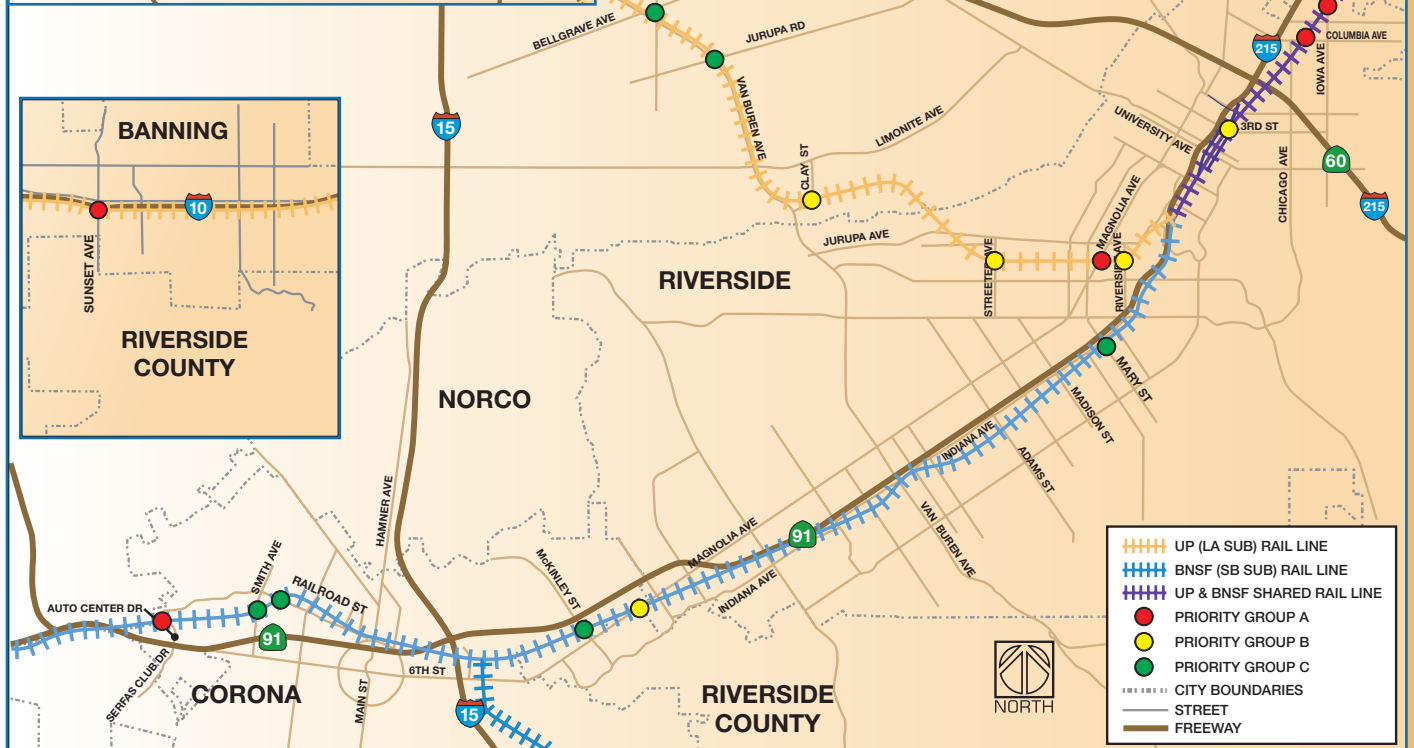 BELLGRAVE AVE
JURUPA RD
VAN BUREN AVE
LIMONITE AVE
CLAY ST
15
215
COLUMBIA AVE
IOWA AVE
UNIVERSITY AVE
3RD ST
CHICAGO AVE
60
215
BANNING
10
SUNSET AVE
RIVERSIDE
COUNTY
JURUPA AVE
MAGNOLIA AVE
RIVERSIDE
STREETER AVE
RIVERSIDE AVE
NORCO
MARY ST
MADISON ST
INDIANA AVE
ADAMS ST
VAN BUREN AVE
HAMNER AVE
MAGNOLIA AVE
91
INDIANA AVE
McKINLEY ST
SMITH AVE
RAILROAD ST
AUTO CENTER DR
91
SERFAS CLUB DR
6TH ST
MAIN ST
CORONA
15
RIVERSIDE
COUNTY
NORTH
UP (LA SUB) RAIL LINE
BNSF (SB SUB) RAIL LINE
UP & BNSF SHARED RAIL LINE
PRIORITY GROUP A
PRIORITY GROUP B
PRIORITY GROUP C
CITY BOUNDARIES
STREET
FREEWAY